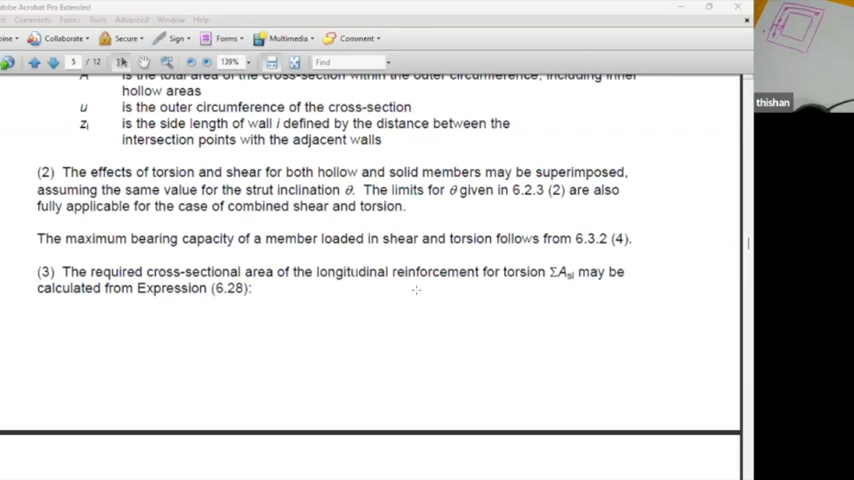 dobe Acrobat Pro Extended
Comments Forms Tools Advanced Window Help
Collaborate Secure Sign Forms Multimedia Comment
5 / 12 139% Find
A is the total area of the cross-section within the outer circumference, including inner
hollow areas
u is the outer circumference of the cross-section
zi is the side length of wall i defined by the distance between the
intersection points with the adjacent walls
(2) The effects of torsion and shear for both hollow and solid members may be superimposed,
assuming the same value for the strut inclination θ. The limits for θ given in 6.2.3 (2) are also
fully applicable for the case of combined shear and torsion.
The maximum bearing capacity of a member loaded in shear and torsion follows from 6.3.2 (4).
(3) The required cross-sectional area of the longitudinal reinforcement for torsion ΣAsl may be
calculated from Expression (6.28):
thishan